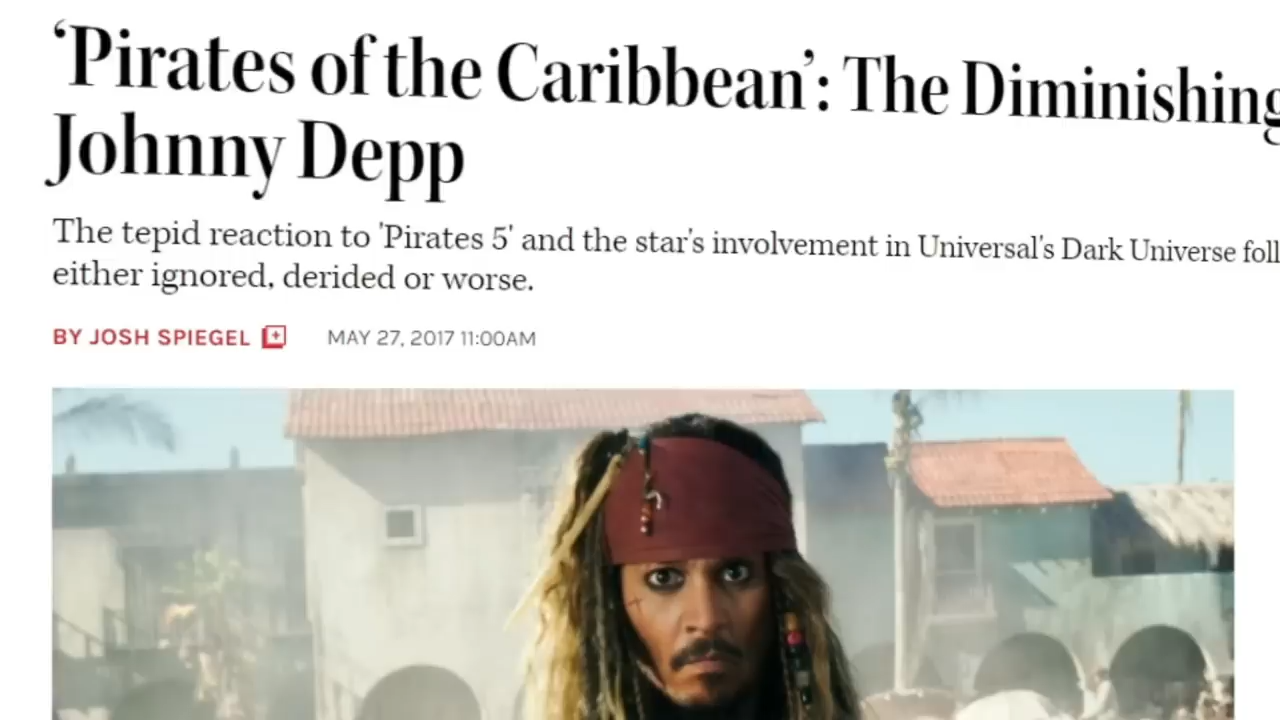 ‘Pirates of the Caribbean’: The Diminishing
Johnny Depp
The tepid reaction to 'Pirates 5' and the star's involvement in Universal's Dark Universe
either ignored, derided or worse.
BY JOSH SPIEGEL
MAY 27, 2017 11:00AM